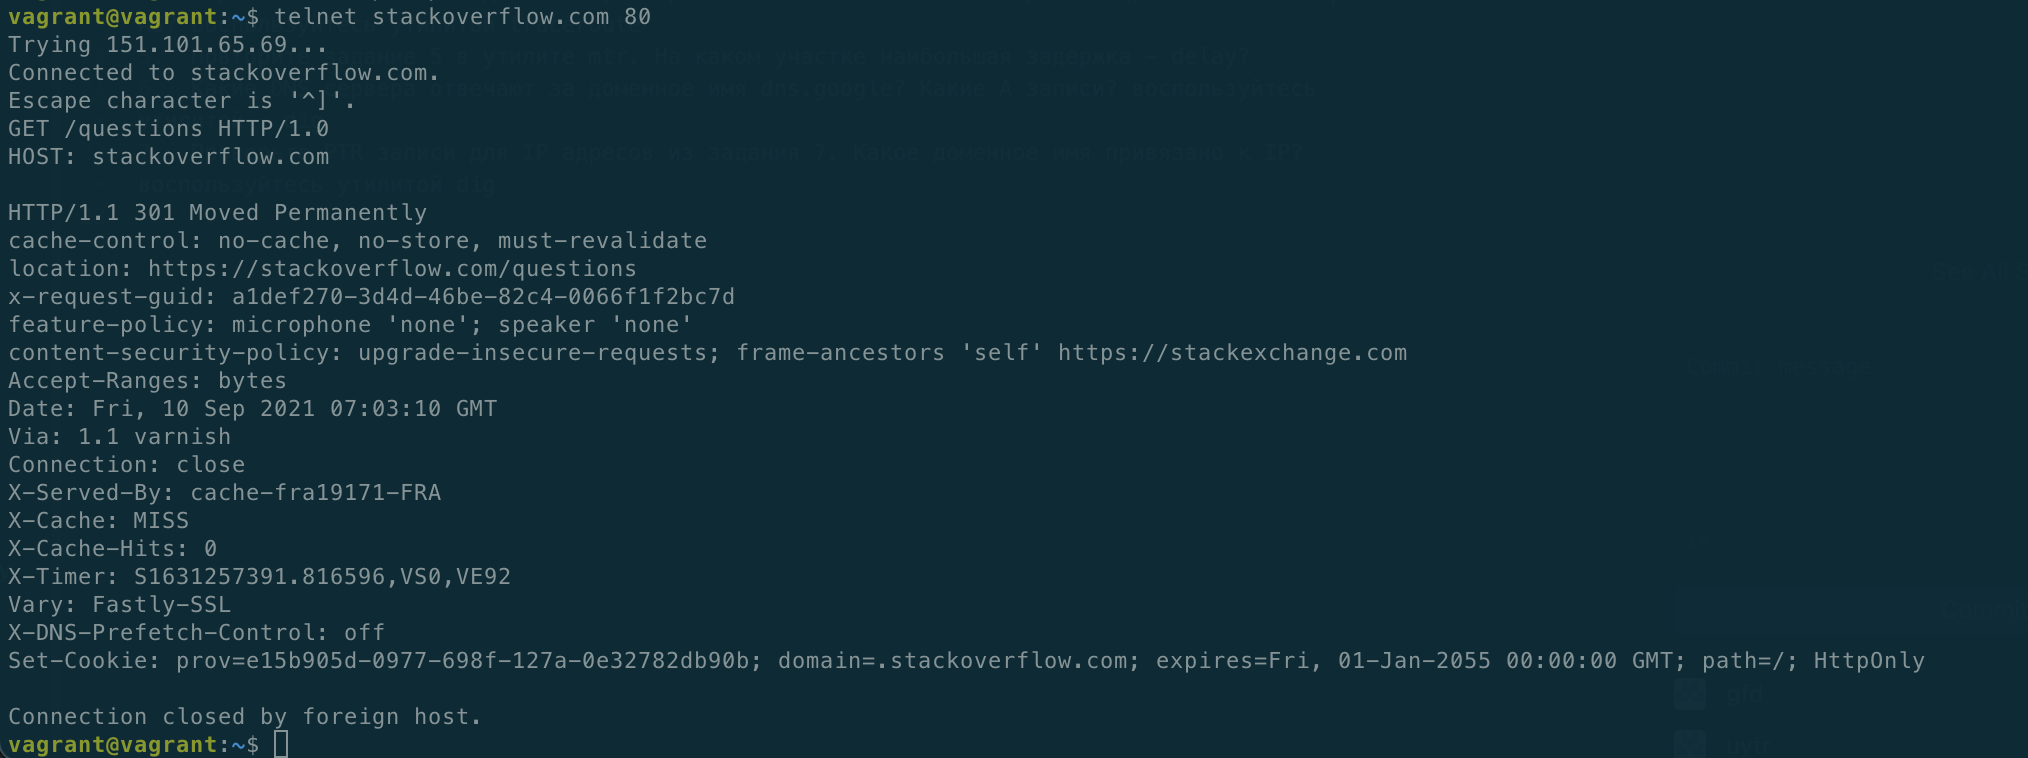 vagrant@vagrant:~$ telnet stackoverflow.com 80
Trying 151.101.65.69...
Connected to stackoverflow.com.
Escape character is '^]'.
GET /questions HTTP/1.0
HOST: stackoverflow.com
HTTP/1.1 301 Moved Permanently
cache-control: no-cache, no-store, must-revalidate
location: https://stackoverflow.com/questions
x-request-guid: a1def270-3d4d-46be-82c4-0066f1f2bc7d
feature-policy: microphone 'none'; speaker 'none'
content-security-policy: upgrade-insecure-requests; frame-ancestors 'self' https://stackexchange.com
Accept-Ranges: bytes
Date: Fri, 10 Sep 2021 07:03:10 GMT
Via: 1.1 varnish
Connection: close
X-Served-By: cache-fra19171-FRA
X-Cache: MISS
X-Cache-Hits: 0
X-Timer: S1631257391.816596,VS0,VE92
Vary: Fastly-SSL
X-DNS-Prefetch-Control: off
Set-Cookie: prov=e15b905d-0977-698f-127a-0e32782db90b; domain=.stackoverflow.com; expires=Fri, 01-Jan-2055 00:00:00 GMT; path=/; HttpOnly
Connection closed by foreign host.
vagrant@vagrant:~$